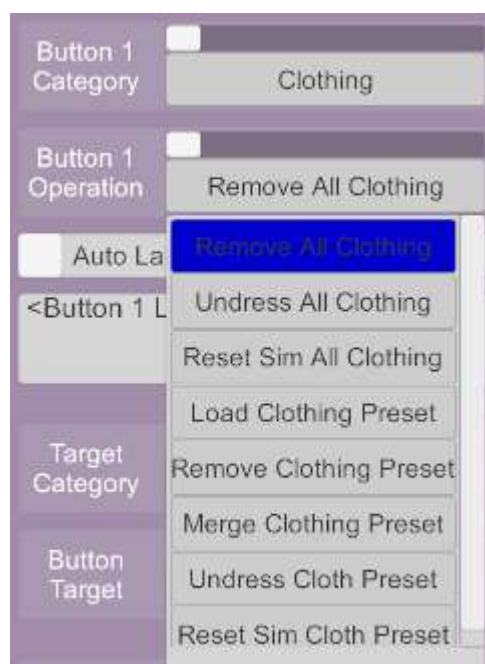 Button 1
Category
Clothing
Button 1
Operation
Remove All Clothing
Remove All Clothing
Auto La
Undress All Clothing
<Button 1 L
Reset Sim All Clothing
Load Clothing Preset
Target
Category
Remove Clothing Preset
Merge Clothing Preset
Button
Target
Undress Cloth Preset
Reset Sim Cloth Preset